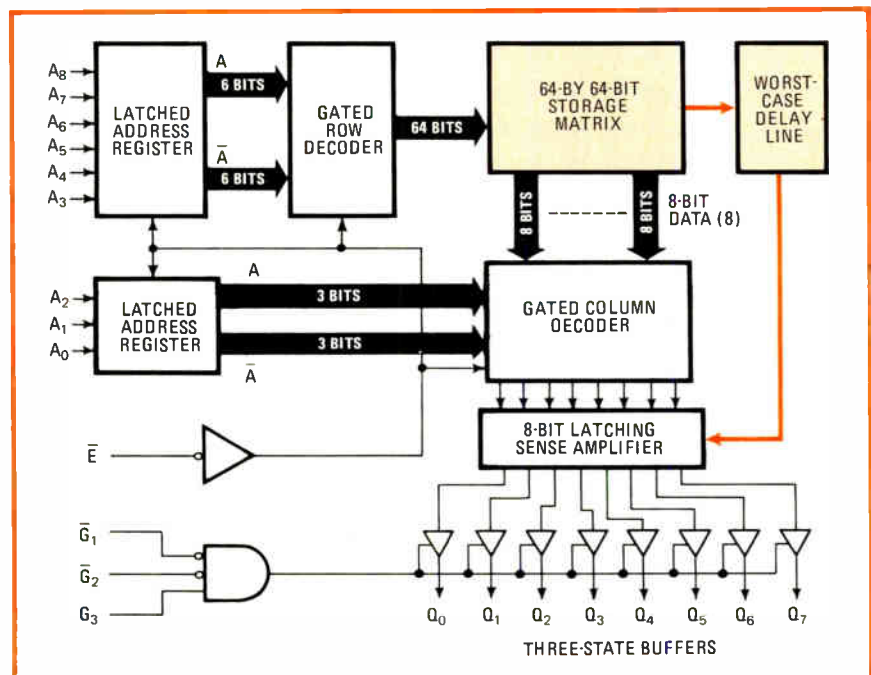 A8
A7
A6
A5
A4
A3
LATCHED
ADDRESS
REGISTER
A
6 BITS
A̅
6 BITS
GATED
ROW
DECODER
64 BITS
64-BY 64-BIT
STORAGE
MATRIX
WORST-
CASE
DELAY
LINE
8 BITS
8 BITS
8-BIT
DATA (8)
A2
A1
A0
LATCHED
ADDRESS
REGISTER
A
3 BITS
3 BITS
A̅
GATED COLUMN
DECODER
8-BIT LATCHING
SENSE AMPLIFIER
E̅
G̅1
G̅2
G3
Q0 Q1 Q2 Q3 Q4 Q5 Q6 Q7
THREE-STATE BUFFERS